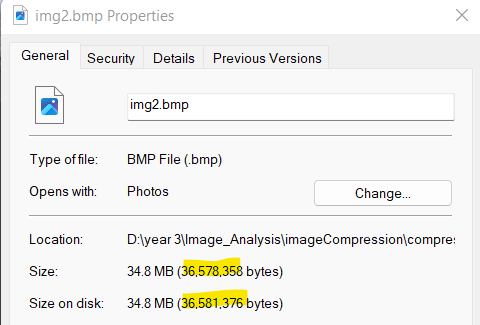 img2.bmp Properties
General Security Details Previous Versions
img2.bmp
Type of file: BMP File (.bmp)
Opens with: Photos Change...
Location: D:\year 3\Image_Analysis\imageCompression\compres
Size: 34.8 MB (36,578,358 bytes)
Size on disk: 34.8 MB (36,581,376 bytes)